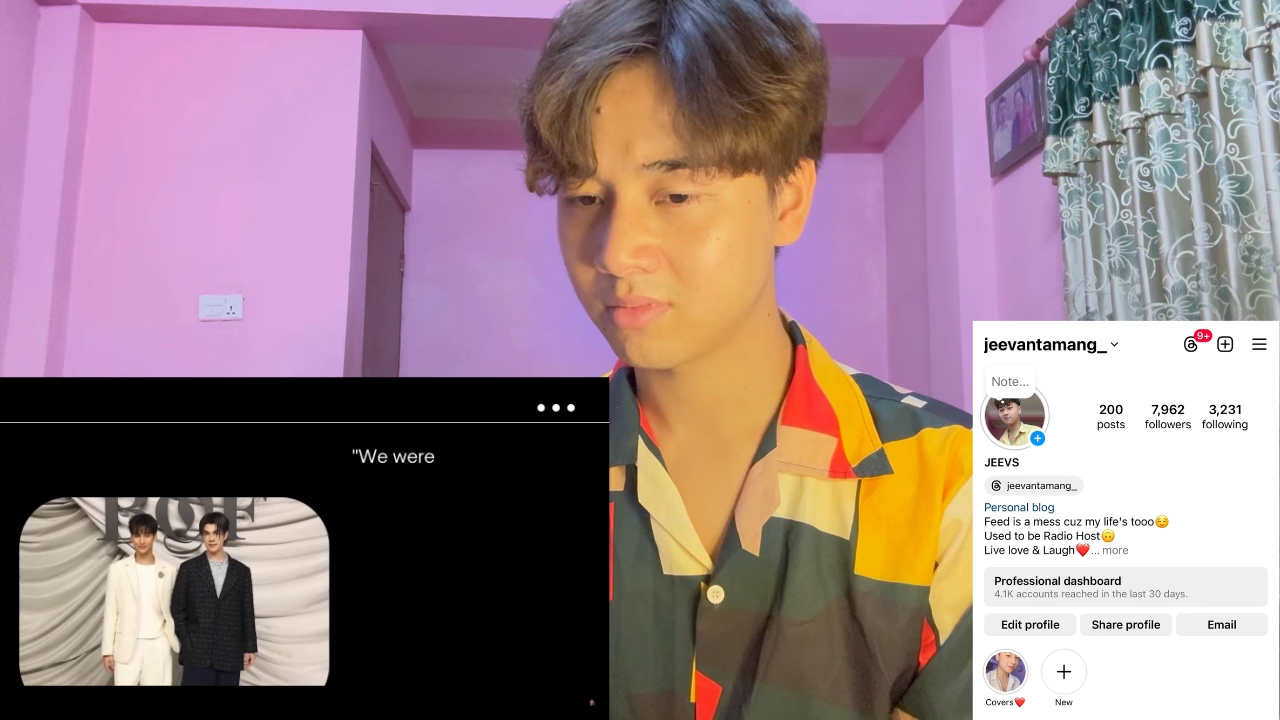 "We were
BOF
jeevantamang_
9+
Note...
200 7,962 3,231
posts followers following
JEEVS
jeevantamang_
Personal blog
Feed is a mess cuz my life's tooo😌
Used to be Radio Host🙃
Live love & Laugh❤️... more
Professional dashboard
4.1K accounts reached in the last 30 days.
Edit profile Share profile Email
Covers❤️ New